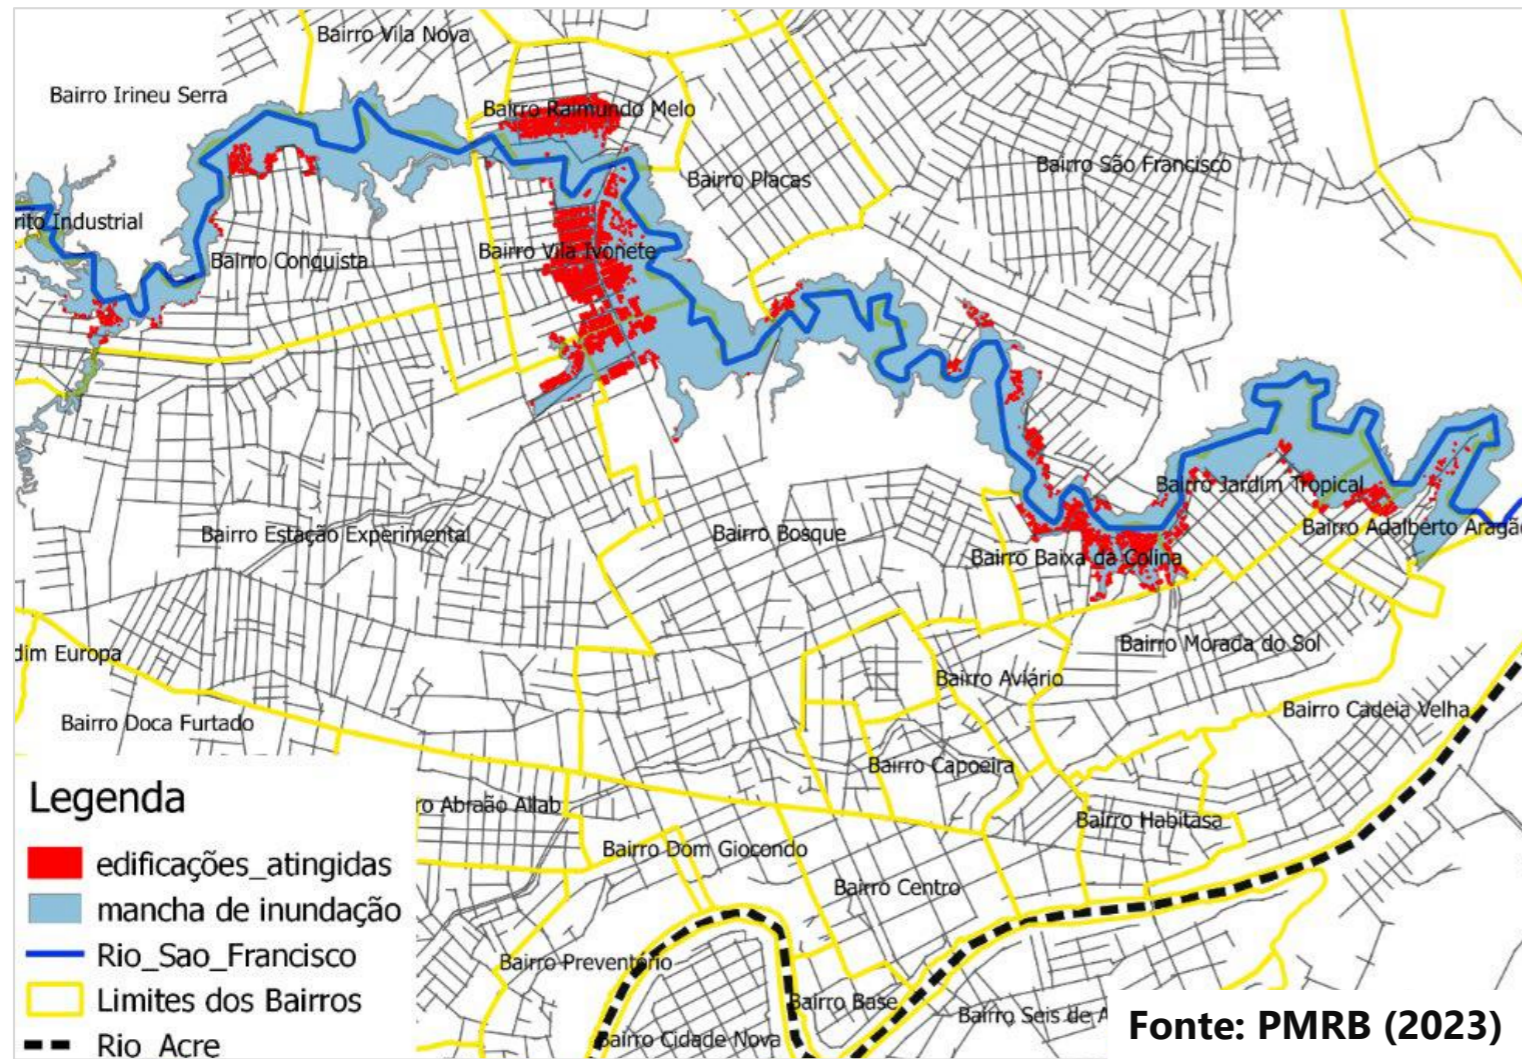 Bairro Vila Nova
Bairro Irineu Serra
Bairro Raimundo Melo
Bairro São Francisco
Bairro Placas
rito Industrial
Bairro Vila Ivonete
Bairro Conquista
Bairro Jardim Tropical
Bairro Adalberto Aragão
Bairro Estação Experimental
Bairro Bosque
Bairro Baixa da Colina
Bairro Morada do Sol
dim Europa
Bairro Aviário
Bairro Cadeia Velha
Bairro Doca Furtado
Bairro Capoeira
ro Abraão Allab
Bairro Habitasa
Bairro Dom Giocondo
Bairro Centro
Bairro Preventório
Bairro Base
Bairro Seis de A
Bairro Cidade Nova
Legenda
edificações_atingidas
mancha de inundação
Rio_Sao_Francisco
Limites dos Bairros
Rio_Acre
Fonte: PMRB (2023)